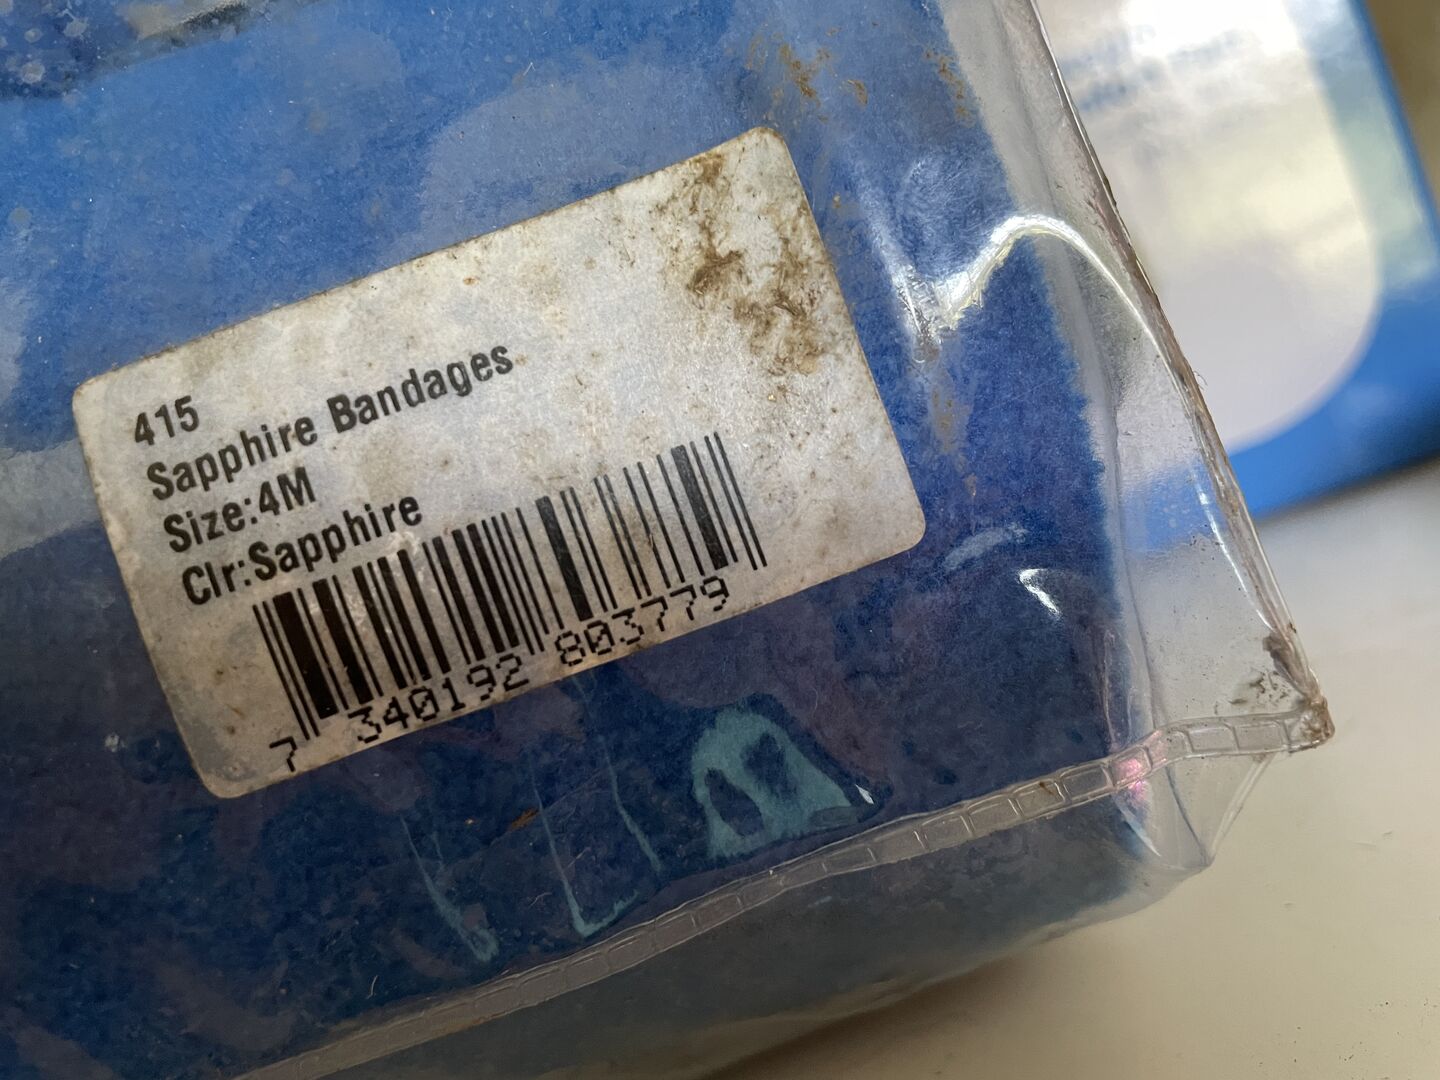 415
Sapphire Bandages
Size:4M
Clr:Sapphire
7 340192 803779